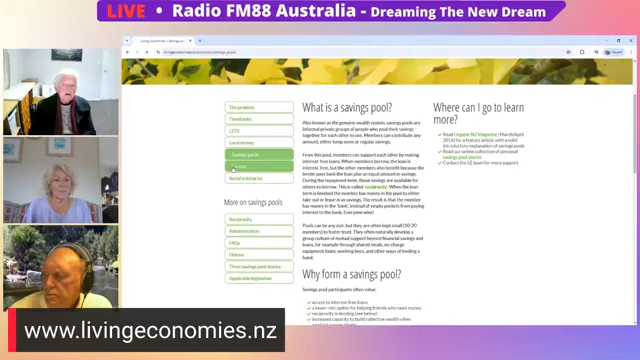 LIVE • Radio FM88 Australia - Dreaming The New Dream
The problem
Timebanks
LETS
Localonomy
Savings pools
Social enterprise
More on savings pools
Reciprocity
Administration
FAQs
History
Three savings pool stories
Applicable legislation
What is a savings pool?
Also known as the genuine wealth system, savings pools are
informal private groups of people who pool their savings
together for each other to use. Members can contribute any
amount, either lump sums or regular savings.
From this pool, members can support each other by making
interest free loans. When members borrow, the loan is
interest free, but the other members also benefit because the
lender pays back the loan plus an equal amount in savings.
During the repayment term, those savings are available for
others to borrow. This is called 'reciprocity'. When the loan
term is finished the member has money in the pool to either
take out or leave in as savings. The result is that the member
has money in the 'bank', instead of empty pockets from paying
interest to the bank. Everyone wins!
Pools can be any size, but they are often kept small (10-20
members) to foster trust. They often naturally develop a
group culture of mutual support beyond financial savings and
loans, for example through shared meals, no-charge
equipment loans, working bees, and other ways of funding a
hand.
Why form a savings pool?
Savings pool participants often value:
access to interest-free loans
a lower-risk option for helping friends who need money
reciprocity in lending (see below)
increased capacity to build collective wealth when
Where can I go to learn
more?
Read Organic NZ Magazine (March/April
2016) for a feature article with a solid
introductory explanation of savings pools
Read our online collection of personal
savings pool stories
Contact the LE team for more support
www.livingeconomies.nz